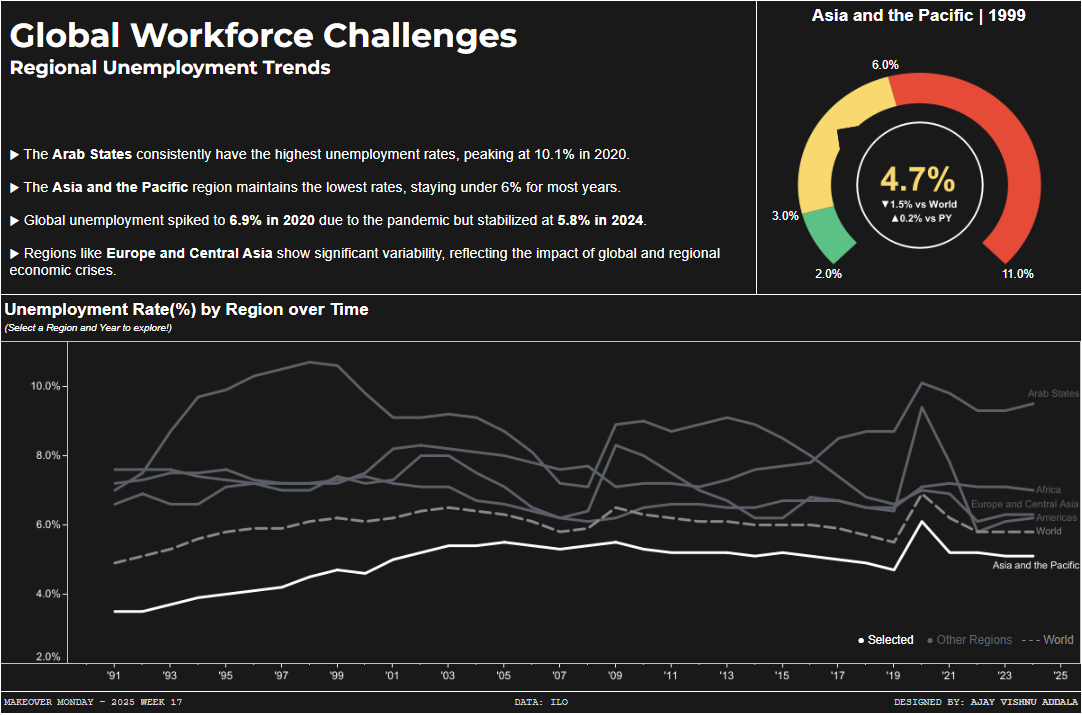 Global Workforce Challenges
Regional Unemployment Trends
▶ The Arab States consistently have the highest unemployment rates, peaking at 10.1% in 2020.
▶ The Asia and the Pacific region maintains the lowest rates, staying under 6% for most years.
▶ Global unemployment spiked to 6.9% in 2020 due to the pandemic but stabilized at 5.8% in 2024.
▶ Regions like Europe and Central Asia show significant variability, reflecting the impact of global and regional
economic crises.
Asia and the Pacific | 1999
6.0%
4.7%
▼1.5% vs World
▲0.2% vs PY
3.0%
2.0%
11.0%
Unemployment Rate(%) by Region over Time
(Select a Region and Year to explore!)
10.0%
8.0%
6.0%
4.0%
2.0%
Arab States
Africa
Europe and Central Asia
Americas
World
Asia and the Pacific
● Selected ● Other Regions --- World
'91 '93 '95 '97 '99 '01 '03 '05 '07 '09 '11 '13 '15 '17 '19 '21 '23 '25
MAKEOVER MONDAY - 2025 WEEK 17
DATA: ILO
DESIGNED BY: AJAY VISHNU ADDALA